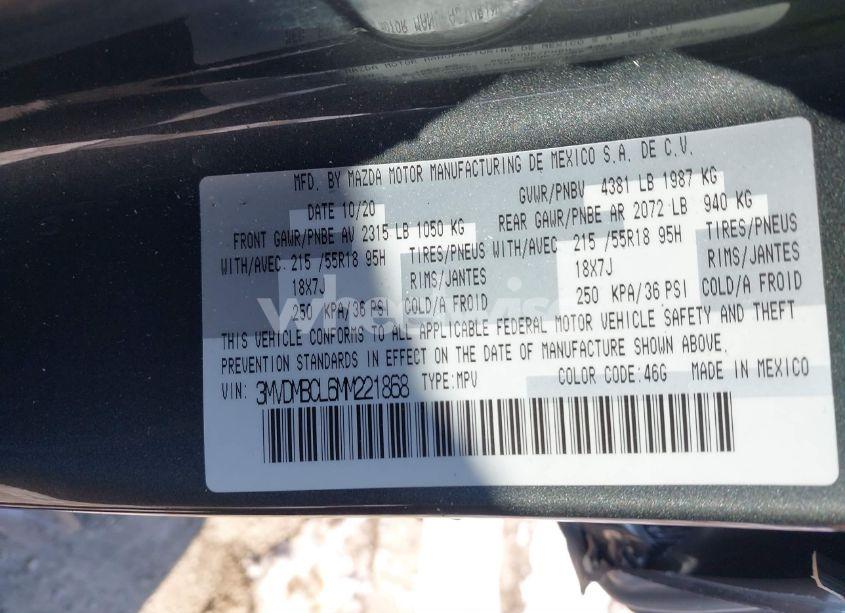 MFD. BY MAZDA MOTOR MANUFACTURING DE MEXICO S.A. DE C.V.
DATE 10/20 GVWR/PNBV 4381 LB 1987 KG
FRONT GAWR/PNBE AV 2315 LB 1050 KG REAR GAWR/PNBE AR 2072 LB 940 KG
WITH/AVEC 215 /55R18 95H TIRES/PNEUS WITH/AVEC 215 /55R18 95H TIRES/PNEUS
18X7J RIMS/JANTES 18X7J RIMS/JANTES
250 KPA/36 PSI COLD/A FROID 250 KPA/36 PSI COLD/A FROID
THIS VEHICLE CONFORMS TO ALL APPLICABLE FEDERAL MOTOR VEHICLE SAFETY AND THEFT
PREVENTION STANDARDS IN EFFECT ON THE DATE OF MANUFACTURE SHOWN ABOVE.
VIN: 3MVDMBCL6MM221868 TYPE:MPV COLOR CODE:46G MADE IN MEXICO